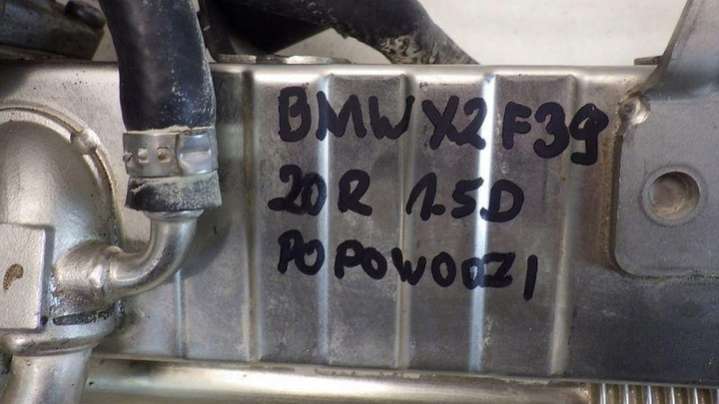 BMW X2 F39
20R 1.5D
POPOWODZI